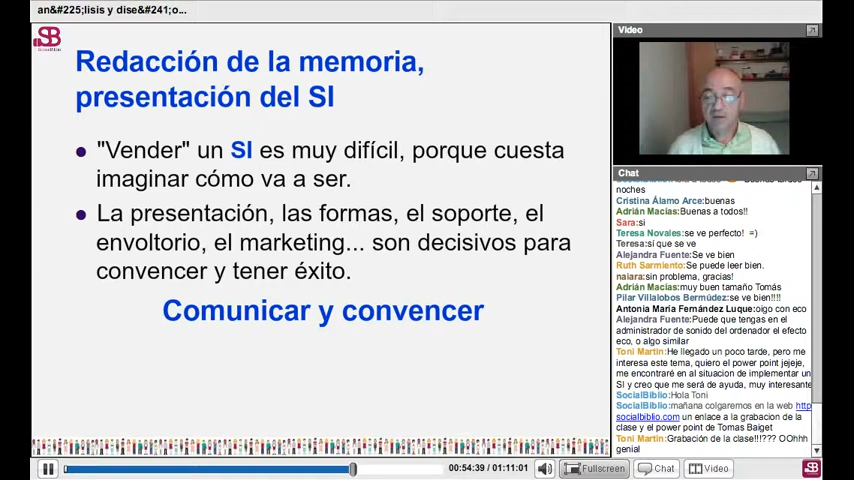 an&#225;lisis y dise&#241;o...
SB
Redacción de la memoria,
presentación del SI
"Vender" un SI es muy difícil, porque cuesta
imaginar cómo va a ser.
La presentación, las formas, el soporte, el
envoltorio, el marketing... son decisivos para
convencer y tener éxito.
Comunicar y convencer
Video
Chat
noches
Cristina Álamo Arce:buenas
Adrián Macías:Buenas a todos!!
Sara:si
Teresa Novales:se ve perfecto! =)
Teresa:sí que se ve
Alejandra Fuente:Se ve bien
Ruth Sarmiento:Se puede leer bien.
naiara:sin problema, gracias!
Adrián Macías:muy buen tamaño Tomás
Pilar Villalobos Bermúdez:se ve bien!!!!
Antonia María Fernández Luque:oigo con eco
Alejandra Fuente:Puede que tengas en el
administrador de sonido del ordenador el efecto
eco, o algo similar
Toni Martin:He llegado un poco tarde, pero me
interesa este tema, quiero el power point jejeje,
me encontraré en al situacion de implementar un
SI y creo que me será de ayuda, muy interesante
SocialBiblio:Hola Toni
SocialBiblio:mañana colgaremos en la web http
socialbiblio.com un enlace a la grabacion de la
clase y el power point de Tomas Baiget
Toni Martin:Grabación de la clase!!!??? OOhhh
genial
00:54:39 / 01:11:01
Fullscreen
Chat
Video
SB